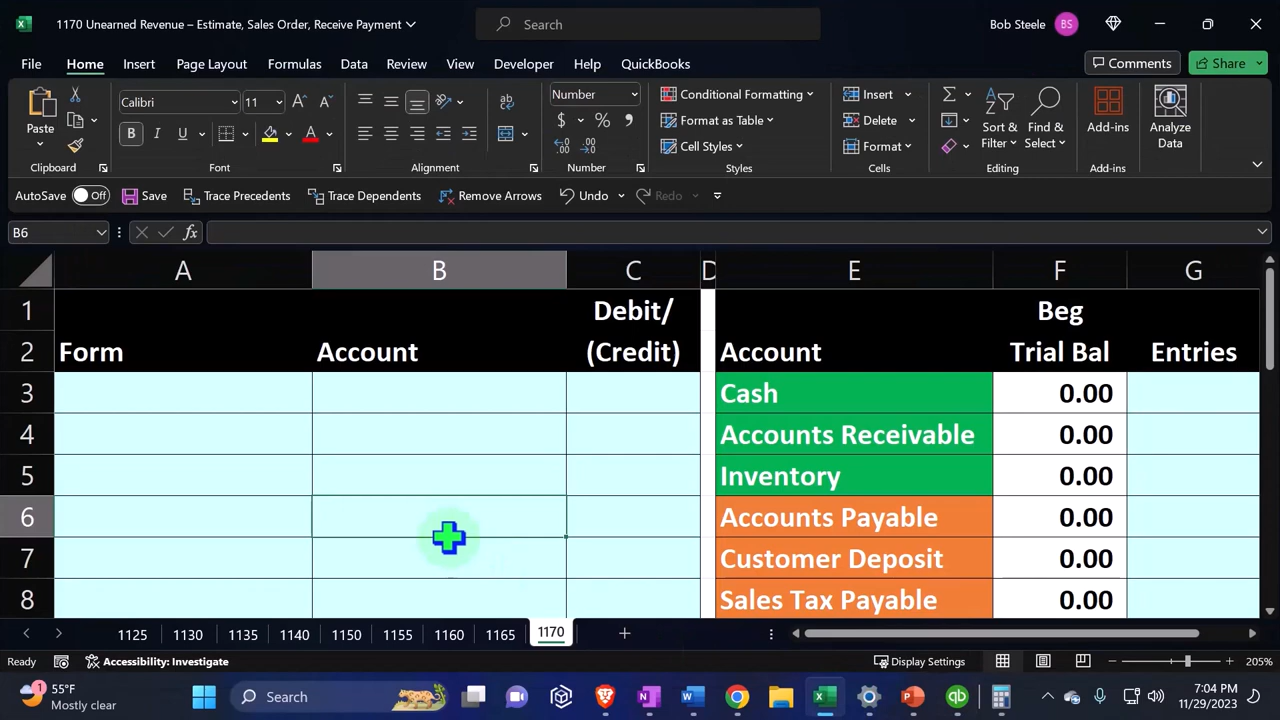 1170 Unearned Revenue – Estimate, Sales Order, Receive Payment
Search
Bob Steele
BS
File
Home
Insert
Page Layout
Formulas
Data
Review
View
Developer
Help
QuickBooks
Comments
Share
Paste
Clipboard
Calibri
11
B I U
Font
ab
Alignment
Number
$ % ,
Number
Conditional Formatting
Format as Table
Cell Styles
Styles
Insert
Delete
Format
Cells
Sort & Filter
Find & Select
Editing
Add-ins
Add-ins
Analyze Data
AutoSave Off
Save
Trace Precedents
Trace Dependents
Remove Arrows
Undo
Redo
B6
fx
A B C D E F G
1 Debit/ Beg
2 Form Account (Credit) Account Trial Bal Entries
3 Cash 0.00
4 Accounts Receivable 0.00
5 Inventory 0.00
6 Accounts Payable 0.00
7 Customer Deposit 0.00
8 Sales Tax Payable 0.00
1125 1130 1135 1140 1150 1155 1160 1165 1170
Ready
Accessibility: Investigate
Display Settings
205%
1
55°F
Mostly clear
Search
7:04 PM
11/29/2023